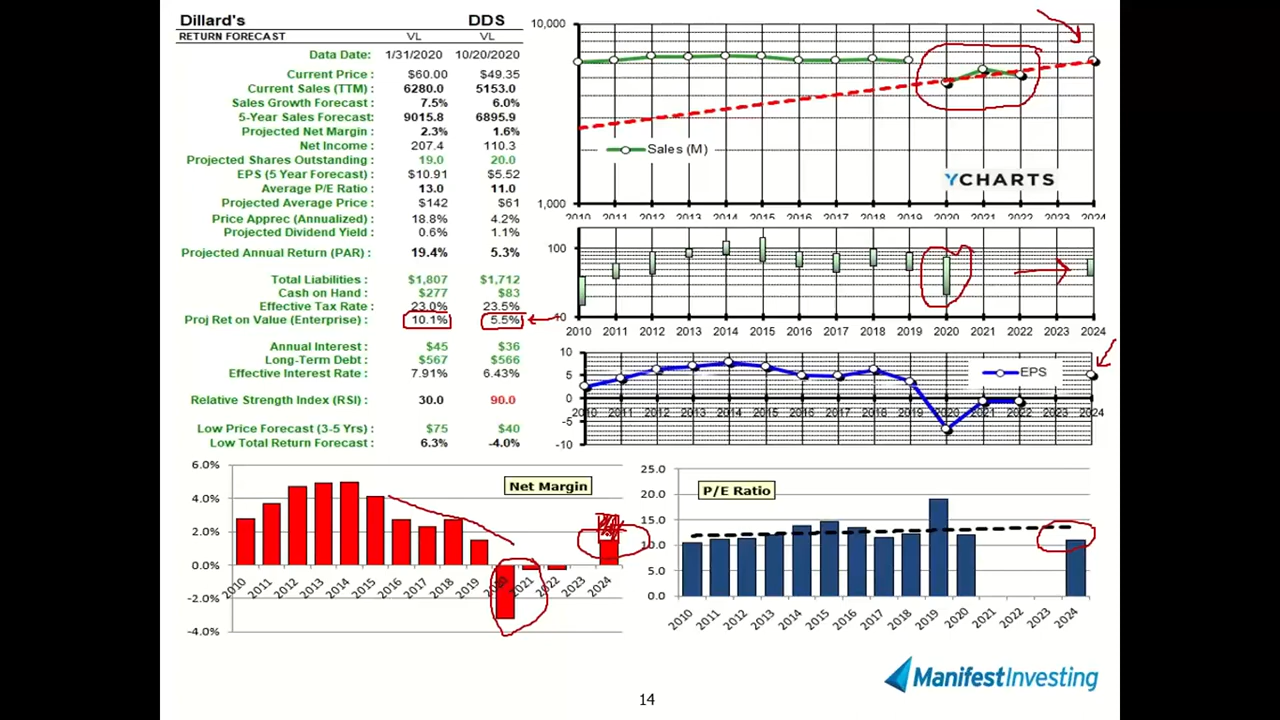 Dillard's DDS
RETURN FORECAST VL VL
Data Date: 1/31/2020 10/20/2020
Current Price : $60.00 $49.35
Current Sales (TTM) : 6280.0 5153.0
Sales Growth Forecast : 7.5% 6.0%
5-Year Sales Forecast: 9015.8 6895.9
Projected Net Margin : 2.3% 1.6%
Net Income : 207.4 110.3
Projected Shares Outstanding : 19.0 20.0
EPS (5 Year Forecast) : $10.91 $5.52
Average P/E Ratio : 13.0 11.0
Projected Average Price : $142 $61
Price Apprec (Annualized) : 18.8% 4.2%
Projected Dividend Yield : 0.6% 1.1%
Projected Annual Return (PAR) : 19.4% 5.3%
Total Liabilities : $1,807 $1,712
Cash on Hand : $277 $83
Effective Tax Rate : 23.0% 23.5%
Proj Ret on Value (Enterprise) : 10.1% 5.5%
Annual Interest : $45 $36
Long-Term Debt : $567 $566
Effective Interest Rate : 7.91% 6.43%
Relative Strength Index (RSI) : 30.0 90.0
Low Price Forecast (3-5 Yrs) : $75 $40
Low Total Return Forecast : 6.3% -4.0%
10,000
Sales (M)
YCHARTS
1,000
2010 2011 2012 2013 2014 2015 2016 2017 2018 2019 2020 2021 2022 2023 2024
100
10
2010 2011 2012 2013 2014 2015 2016 2017 2018 2019 2020 2021 2022 2023 2024
10
5
EPS
0
2010 2011 2012 2013 2014 2015 2016 2017 2018 2019 2020 2021 2022 2023 2024
-5
-10
6.0%
Net Margin
4.0%
2.0%
0.0%
2010 2011 2012 2013 2014 2015 2016 2017 2018 2019 2020 2021 2022 2023 2024
-2.0%
-4.0%
25.0
P/E Ratio
20.0
15.0
10.0
5.0
0.0
2010 2011 2012 2013 2014 2015 2016 2017 2018 2019 2020 2021 2022 2023 2024
ManifestInvesting
14